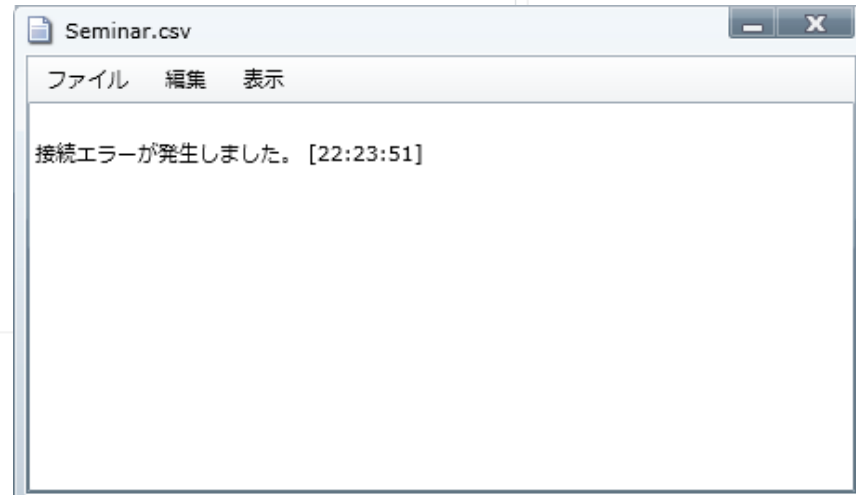 Seminar.csv
ファイル 編集 表示
接続エラーが発生しました。 [22:23:51]